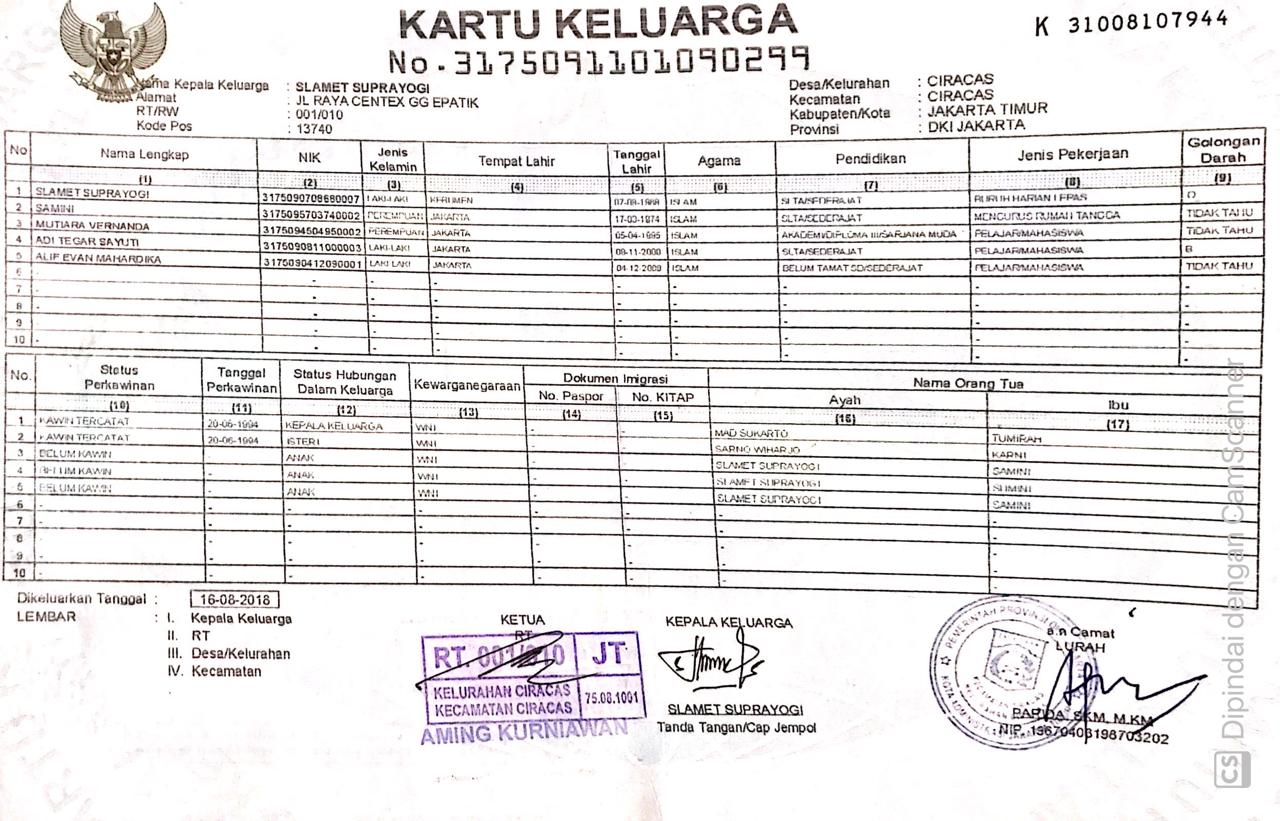 KARTU KELUARGA
No. 3175091101090299
K 31008107944
Nama Kepala Keluarga : SLAMET SUPRAYOGI
Alamat : JL RAYA CENTEX GG EPATIK
RT/RW : 001/010
Kode Pos : 13740
Desa/Kelurahan : CIRACAS
Kecamatan : CIRACAS
Kabupaten/Kota : JAKARTA TIMUR
Provinsi : DKI JAKARTA
No Nama Lengkap NIK Jenis Kelamin Tempat Lahir Tanggal Lahir Agama Pendidikan Jenis Pekerjaan Golongan Darah
(1) (2) (3) (4) (5) (6) (7) (8) (9)
1 SLAMET SUPRAYOGI 3175090708680007 LAKI-LAKI KEBUMEN ISLAM SLTA/SEDERAJAT BURUH HARIAN LEPAS O
2 SAMINI 3175095703740002 PEREMPUAN JAKARTA 17-03-1974 ISLAM SLTA/SEDERAJAT MENGURUS RUMAH TANGGA TIDAK TAHU
3 MUTIARA VERNANDA 3175094504950002 PEREMPUAN JAKARTA 05-04-1995 ISLAM AKADEMI/DIPLOMA III/SARJANA MUDA PELAJAR/MAHASISWA TIDAK TAHU
4 ADI TEGAR SAYUTI 3175090811000003 LAKI-LAKI JAKARTA 08-11-2000 ISLAM SLTA/SEDERAJAT PELAJAR/MAHASISWA B
5 ALIF EVAN MAHARDIKA 3175090412090001 LAKI-LAKI JAKARTA 04-12-2009 ISLAM BELUM TAMAT SD/SEDERAJAT PELAJAR/MAHASISWA TIDAK TAHU
6 - - - - - - - - -
7 - - - - - - - - -
8 - - - - - - - - -
9 - - - - - - - - -
10 - - - - - - - - -
No. Status Perkawinan Tanggal Perkawinan Status Hubungan Dalam Keluarga Kewarganegaraan Dokumen Imigrasi Nama Orang Tua
No. Paspor No. KITAP Ayah Ibu
(10) (11) (12) (13) (14) (15) (16) (17)
1 KAWIN TERCATAT 20-06-1994 KEPALA KELUARGA WNI - - MAD SUKARTO TUMIRAH
2 KAWIN TERCATAT 20-06-1994 ISTERI WNI - - SARNO WIHARJO KARNI
3 BELUM KAWIN - ANAK WNI - - SLAMET SUPRAYOGI SAMINI
4 BELUM KAWIN - ANAK WNI - - SLAMET SUPRAYOGI SUMINI
5 BELUM KAWIN - ANAK WNI - - SLAMET SUPRAYOGI SAMINI
6 - - - - - - - -
7 - - - - - - - -
8 - - - - - - - -
9 - - - - - - - -
10 - - - - - - - -
Dikeluarkan Tanggal : 16-08-2018
LEMBAR : I. Kepala Keluarga
II. RT
III. Desa/Kelurahan
IV. Kecamatan
KETUA
RT
RT. 001/010 JT
KELURAHAN CIRACAS
KECAMATAN CIRACAS
75.08.1001
AMING KURNIAWAN
KEPALA KELUARGA
SLAMET SUPRAYOGI
Tanda Tangan/Cap Jempol
PEMERINTAH PROVINSI DKI
a.n Camat
LURAH
PARIDA, SKM, M.KM
NIP. 19670403198703202
CS Dipindai dengan CamScanner